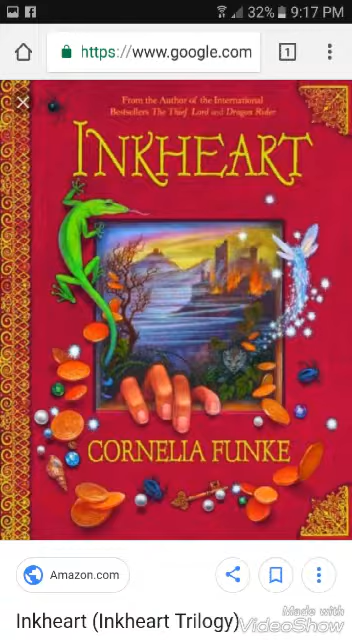 32% 9:17 PM
https://www.google.com 1
From the Author of the International
Bestsellers The Thief Lord and Dragon Rider
INKHEART
CORNELIA FUNKE
Amazon.com
Inkheart (Inkheart Trilogy)
Made with
VideoShow